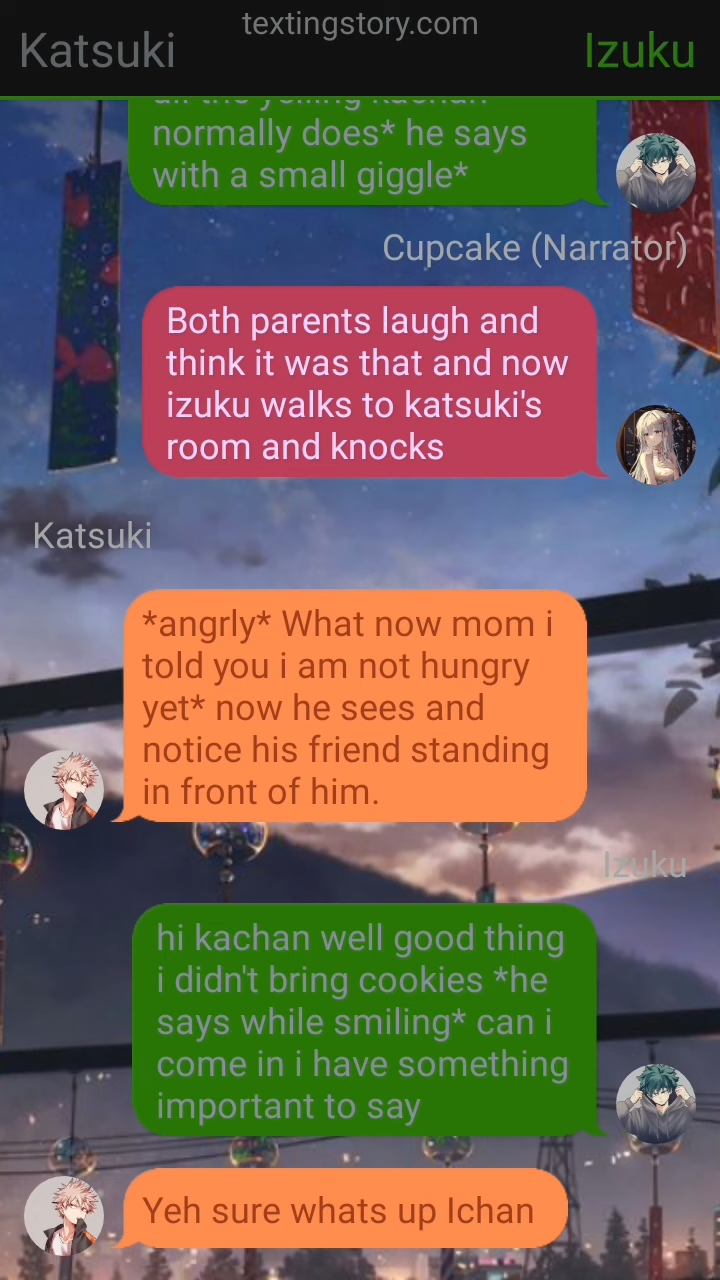 textingstory.com
Katsuki
Izuku
normally does* he says
with a small giggle*
Cupcake (Narrator)
Both parents laugh and
think it was that and now
izuku walks to katsuki's
room and knocks
Katsuki
*angrly* What now mom i
told you i am not hungry
yet* now he sees and
notice his friend standing
in front of him.
Izuku
hi kachan well good thing
i didn't bring cookies *he
says while smiling* can i
come in i have something
important to say
Yeh sure whats up Ichan